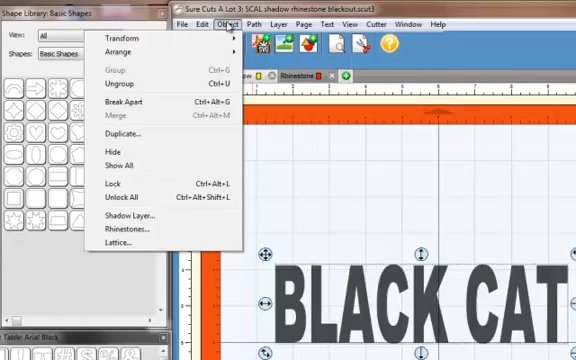 Shape Library: Basic Shapes
Sure Cuts A Lot 3: SCAL shadow rhinestone blackout.scut3
File Edit Object Path Layer Page Text View Cutter Window Help
View: All
Shapes: Basic Shapes
Transform
Arrange
Group Ctrl+G
Ungroup Ctrl+U
Break Apart Ctrl+Alt+G
Merge Ctrl+Alt+M
Duplicate...
Hide
Show All
Lock Ctrl+Alt+L
Unlock All Ctrl+Alt+Shift+L
Shadow Layer...
Rhinestones...
Lattice...
Rhinestone
BLACK CAT
Table: Arial Black